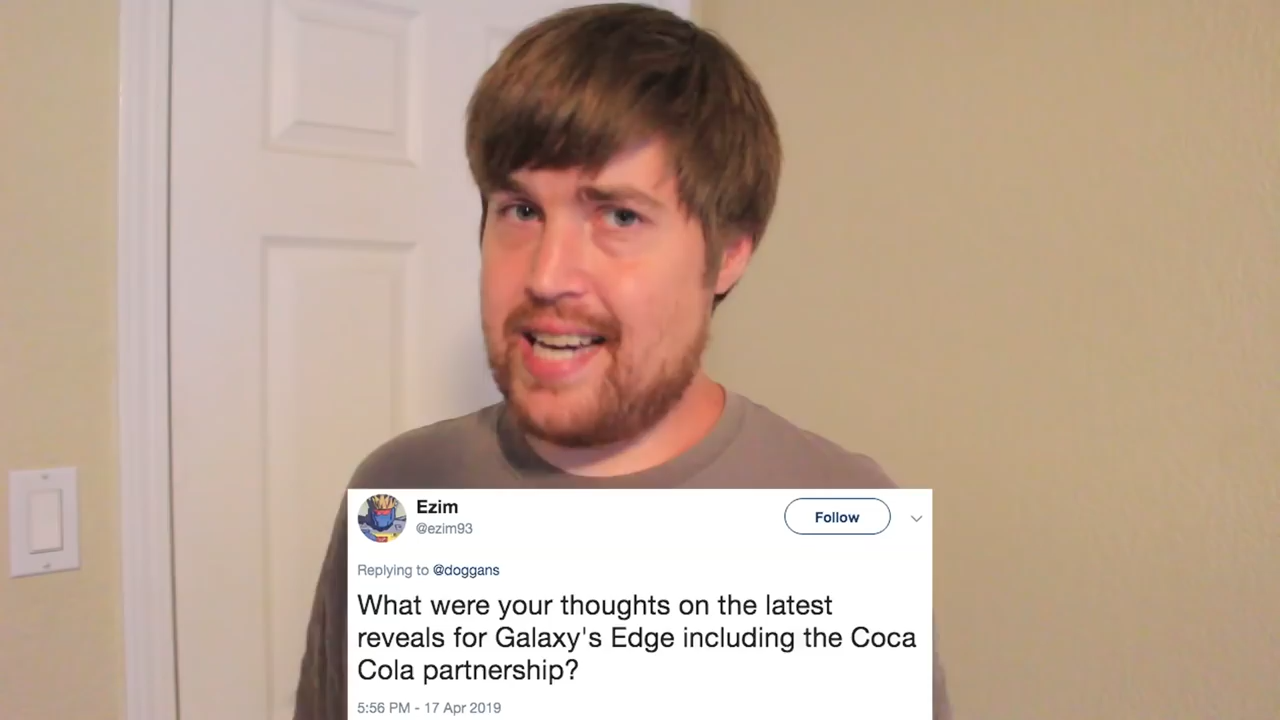 Ezim
@ezim93
Follow
Replying to @doggans
What were your thoughts on the latest
reveals for Galaxy's Edge including the Coca
Cola partnership?
5:56 PM - 17 Apr 2019